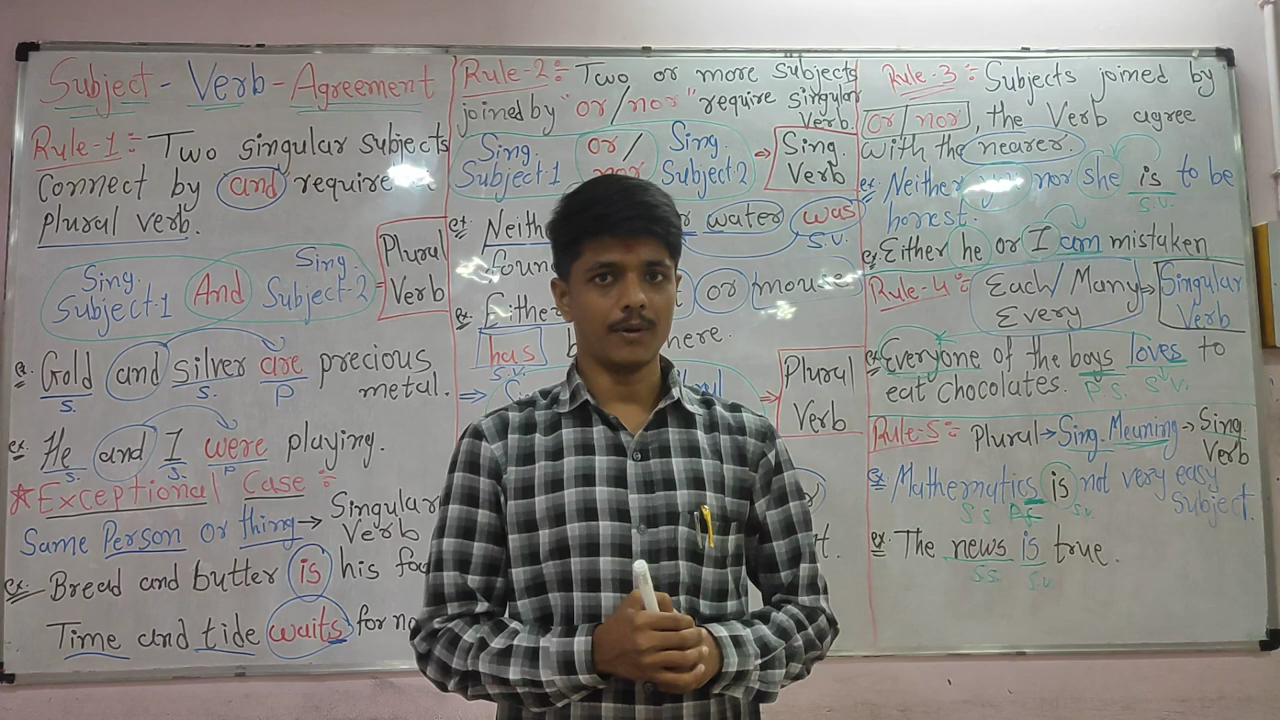 Subject - Verb - Agreement
Rule-1 :- Two singular subjects
Connect by and require a
Plural verb.
Sing. Subject-1 And Sing. Subject-2 = Plural Verb
ex. Gold and silver are precious
S. S. P
metal.
ex. He and I were playing.
S. S. P
* Exceptional Case :-
Same Person or thing → Singular Verb
ex. Bread and butter is his
Time and tide waits for
Rule-2 :- Two or more subjects
joined by "or/nor" require singular
Verb.
Sing. Subject-1 or/nor Sing. Subject-2 ⇒ Sing. Verb
ex. water was
S.V.
ex. Either or mouse
has here.
S.V.
⇒ → Plural Verb
Rule-3 :- Subjects joined by
or/nor, the Verb agree
with the nearer.
ex. Neither nor she is to be
S.V.
honest.
ex. Either he or I am mistaken
Rule-4 :- Each/Many Every → Singular Verb
ex. Everyone of the boys loves to
P.S. S.V.
eat chocolates.
Rule-5 :- Plural → Sing. Meaning → Sing. Verb
ex. Mathematics is not very easy
S.S P.S S.V.
Subject.
ex. The news is true.
S.S. S.V.